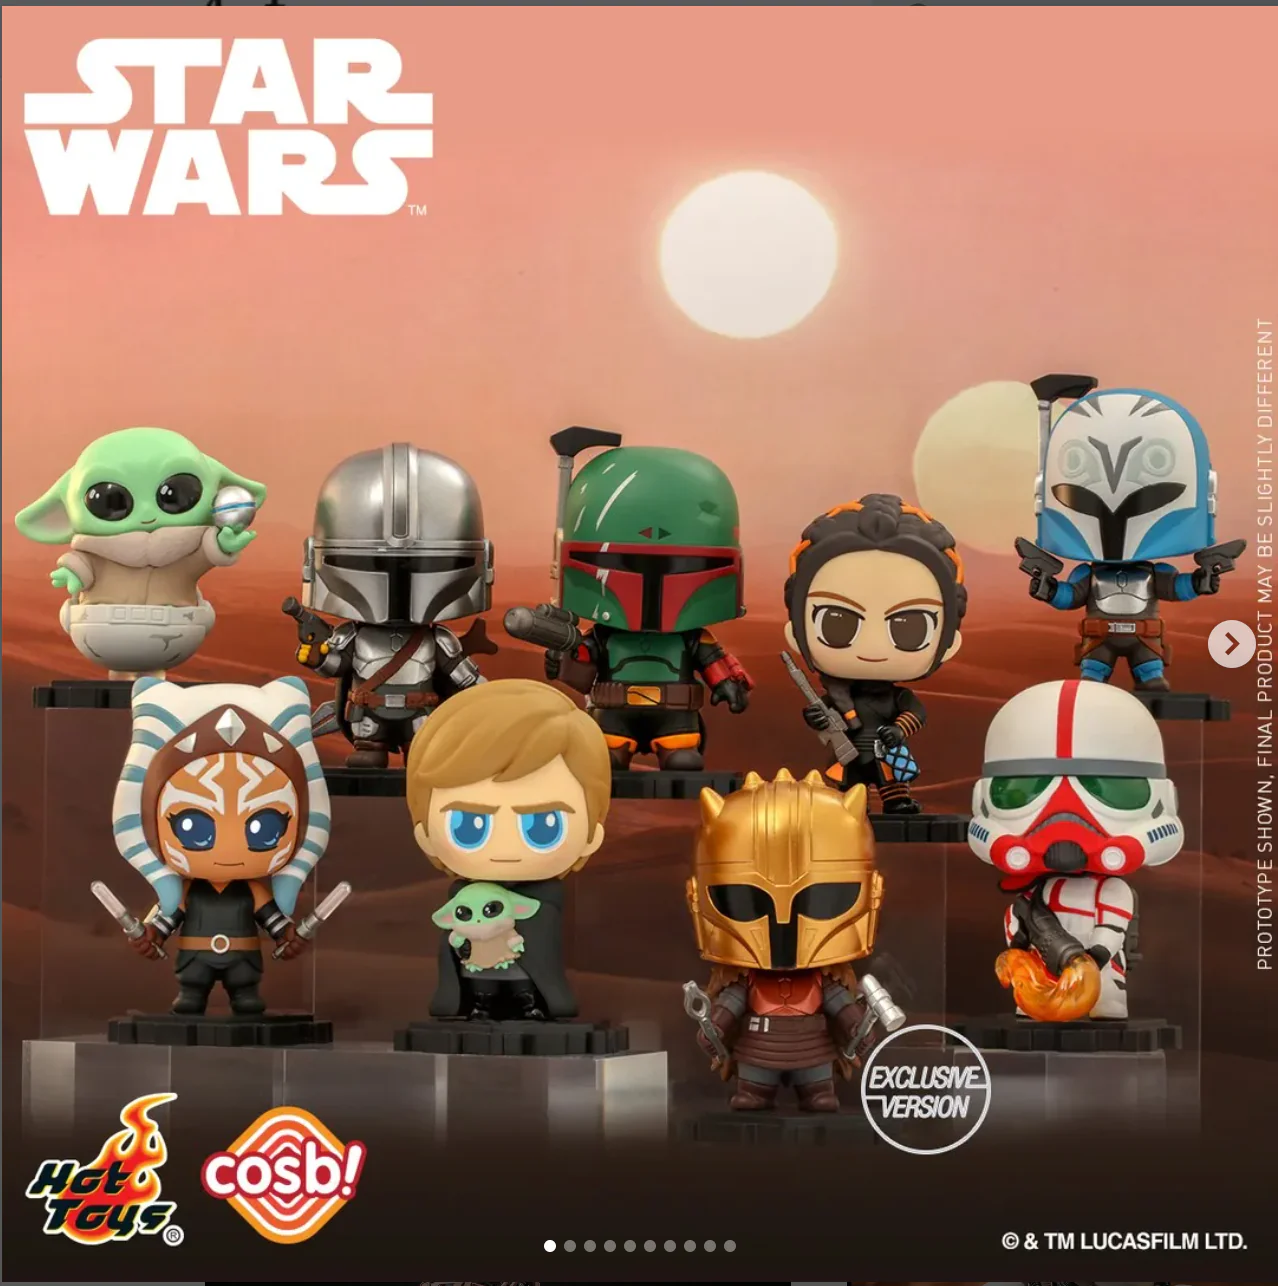 STAR
WARS
TM
PROTOTYPE SHOWN, FINAL PRODUCT MAY BE SLIGHTLY DIFFERENT
EXCLUSIVE
VERSION
Hot
Toys
®
cosb!
© & TM LUCASFILM LTD.